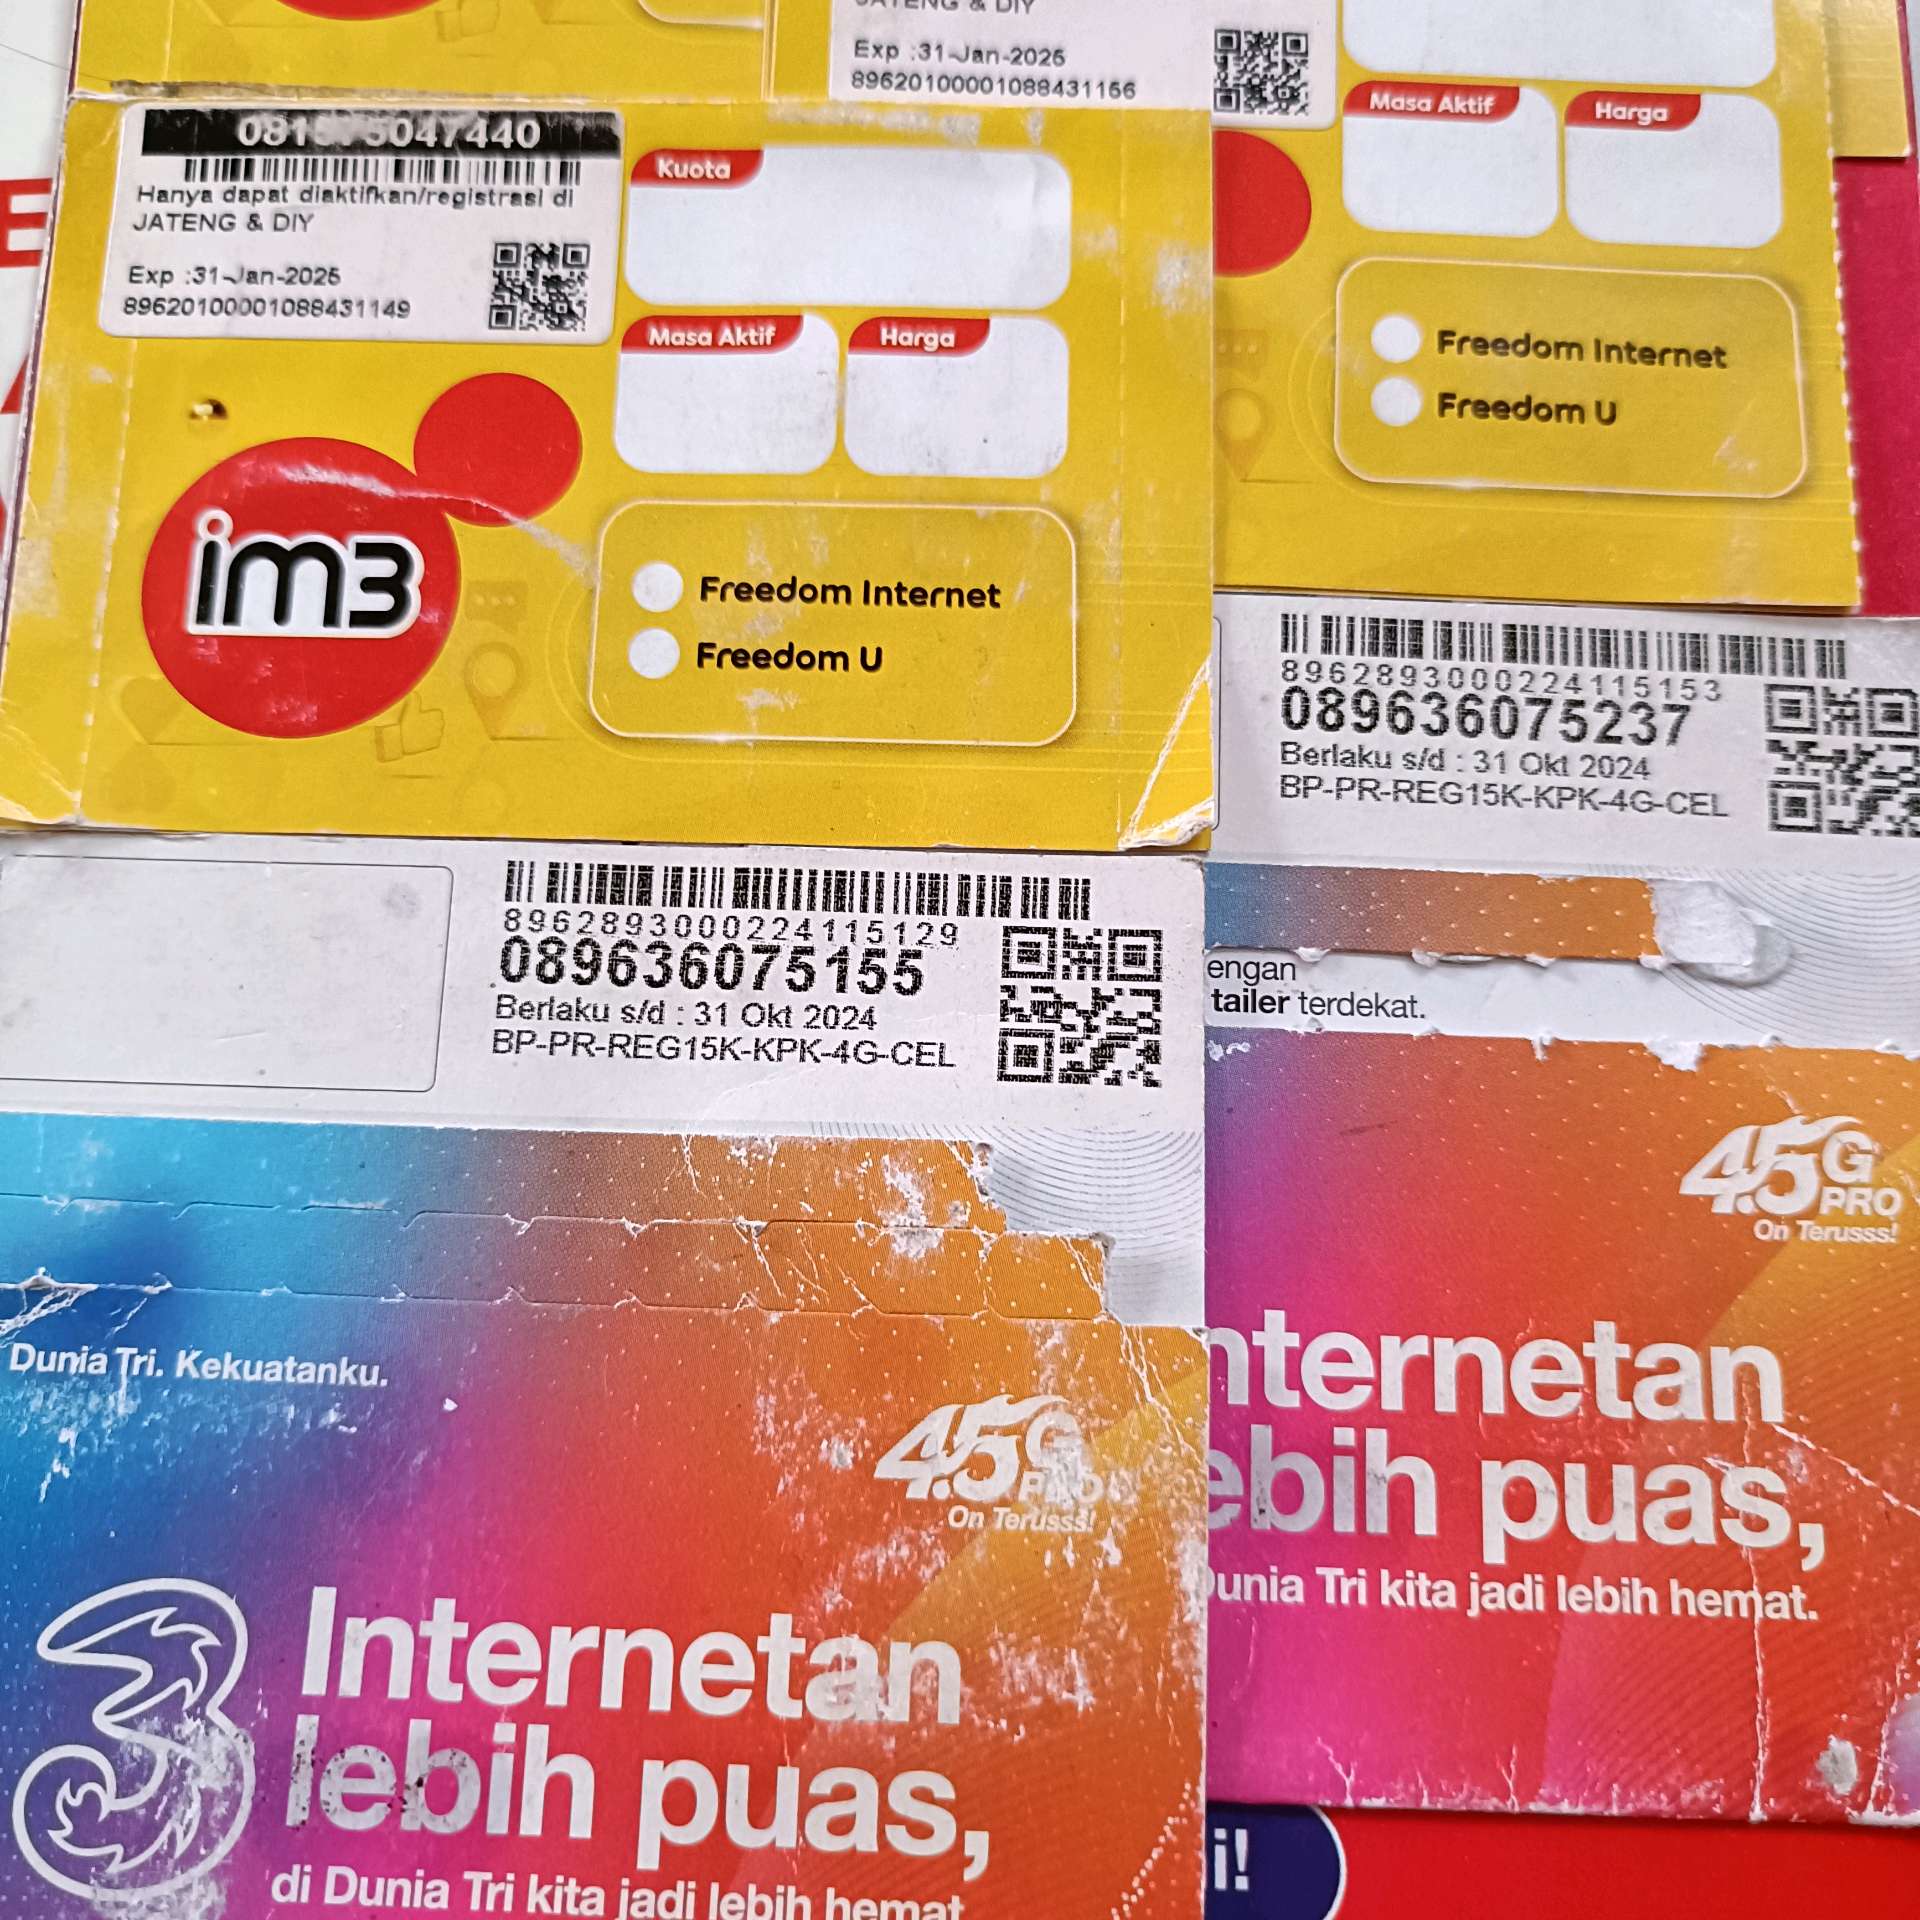 Exp :31-Jan-2025
89620100001088431156
Masa Aktif
Harga
Freedom Internet
Freedom U
Hanya dapat diaktifkan/registrasi di
JATENG & DIY
Exp :31-Jan-2025
89620100001088431149
Kuota
Masa Aktif
Harga
im3
Freedom Internet
Freedom U
8962893000224115153
089636075237
Berlaku s/d : 31 Okt 2024
BP-PR-REG15K-KPK-4G-CEL
8962893000224115129
089636075155
Berlaku s/d : 31 Okt 2024
BP-PR-REG15K-KPK-4G-CEL
engan
tailer terdekat.
4.5G
PRO
On Terusss!
nternetan
ebih puas,
Dunia Tri kita jadi lebih hemat.
i!
Dunia Tri. Kekuatanku.
4.5G
PRO
On Terusss!
3
Internetan
lebih puas,
di Dunia Tri kita jadi lebih hemat